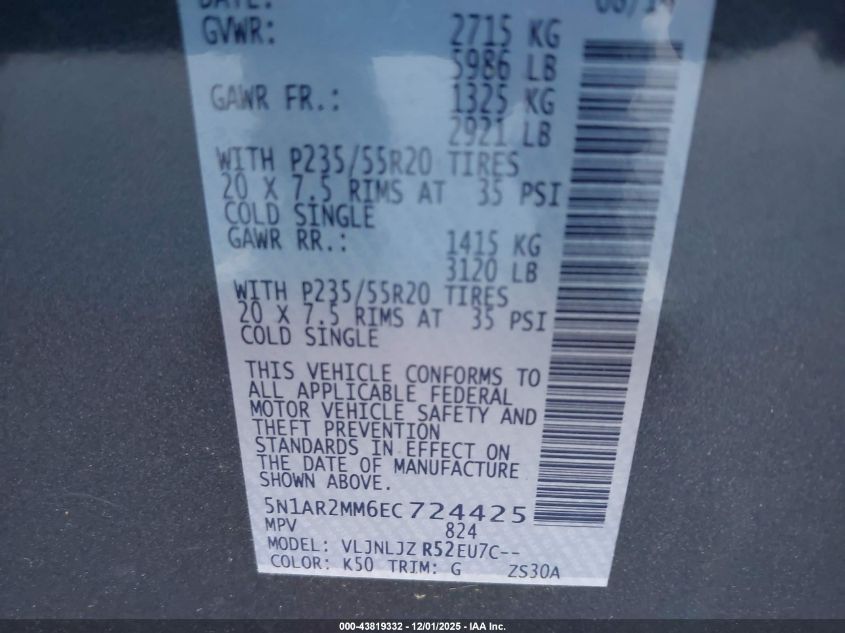 DATE:
GVWR: 2715 KG
5986 LB
GAWR FR.: 1325 KG
2921 LB
WITH P235/55R20 TIRES
20 X 7.5 RIMS AT 35 PSI
COLD SINGLE
GAWR RR.: 1415 KG
3120 LB
WITH P235/55R20 TIRES
20 X 7.5 RIMS AT 35 PSI
COLD SINGLE
THIS VEHICLE CONFORMS TO
ALL APPLICABLE FEDERAL
MOTOR VEHICLE SAFETY AND
THEFT PREVENTION
STANDARDS IN EFFECT ON
THE DATE OF MANUFACTURE
SHOWN ABOVE.
5N1AR2MM6EC724425
MPV 824
MODEL: VLJNLJZ R52EU7C--
COLOR: K50 TRIM: G ZS30A
000-43819332 - 12/01/2025 - IAA Inc.